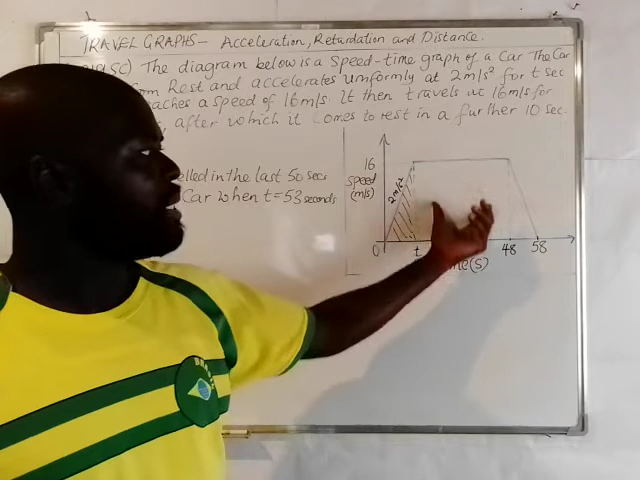 TRAVEL GRAPHS - Acceleration, Retardation and Distance.
SC) The diagram below is a speed-time graph of a Car The Car
Rest and accelerates uniformly at 2m/s² for t sec
reaches a speed of 16m/s. It then travels at 16m/s for
, after which it comes to rest in a further 10 sec.
elled in the last 50 secs
Car when t=53 seconds
16
speed
(m/s)
2m/s²
0 t 48 58
(s)